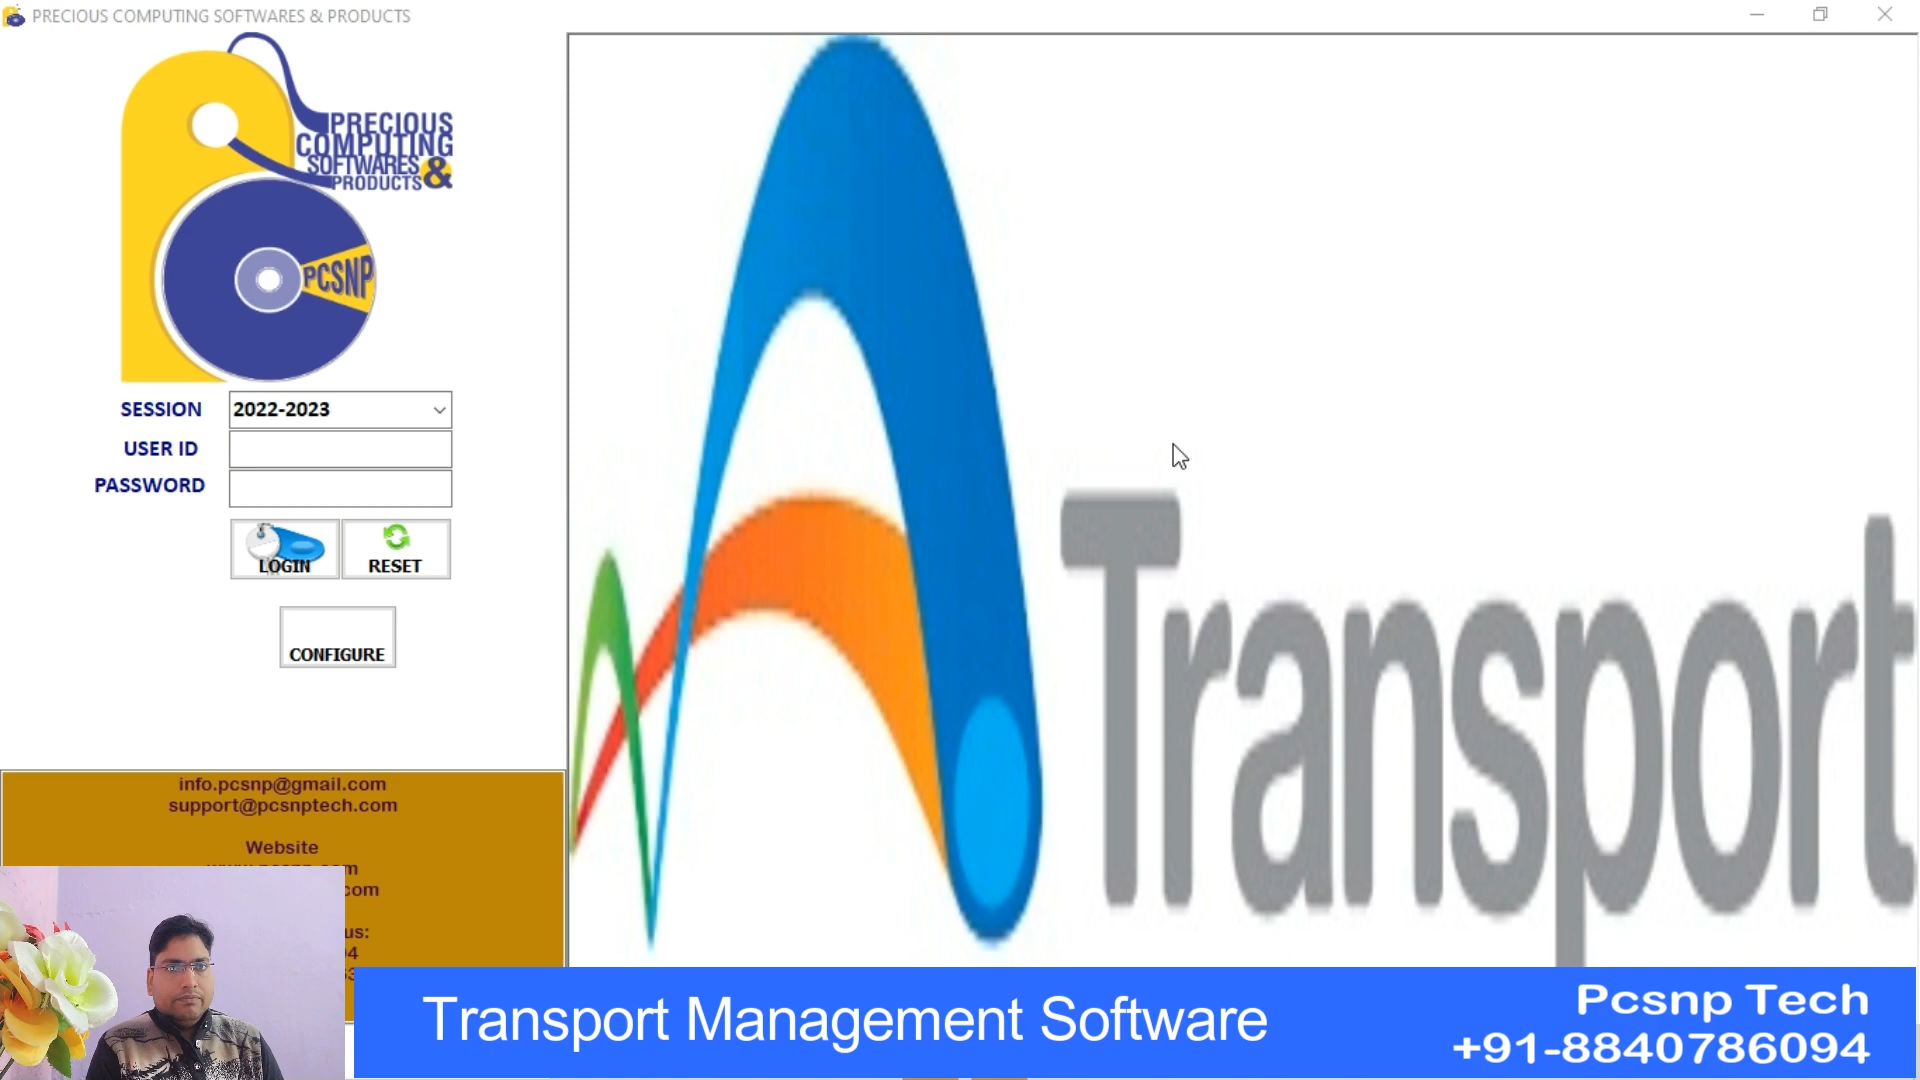 PRECIOUS COMPUTING SOFTWARES & PRODUCTS
PRECIOUS
COMPUTING
SOFTWARES &
PRODUCTS
PCSNP
SESSION 2022-2023
USER ID
PASSWORD
LOGIN RESET
CONFIGURE
Transport
info.pcsnp@gmail.com
support@pcsnptech.com
Website
us:
Transport Management Software
Pcsnp Tech
+91-8840786094